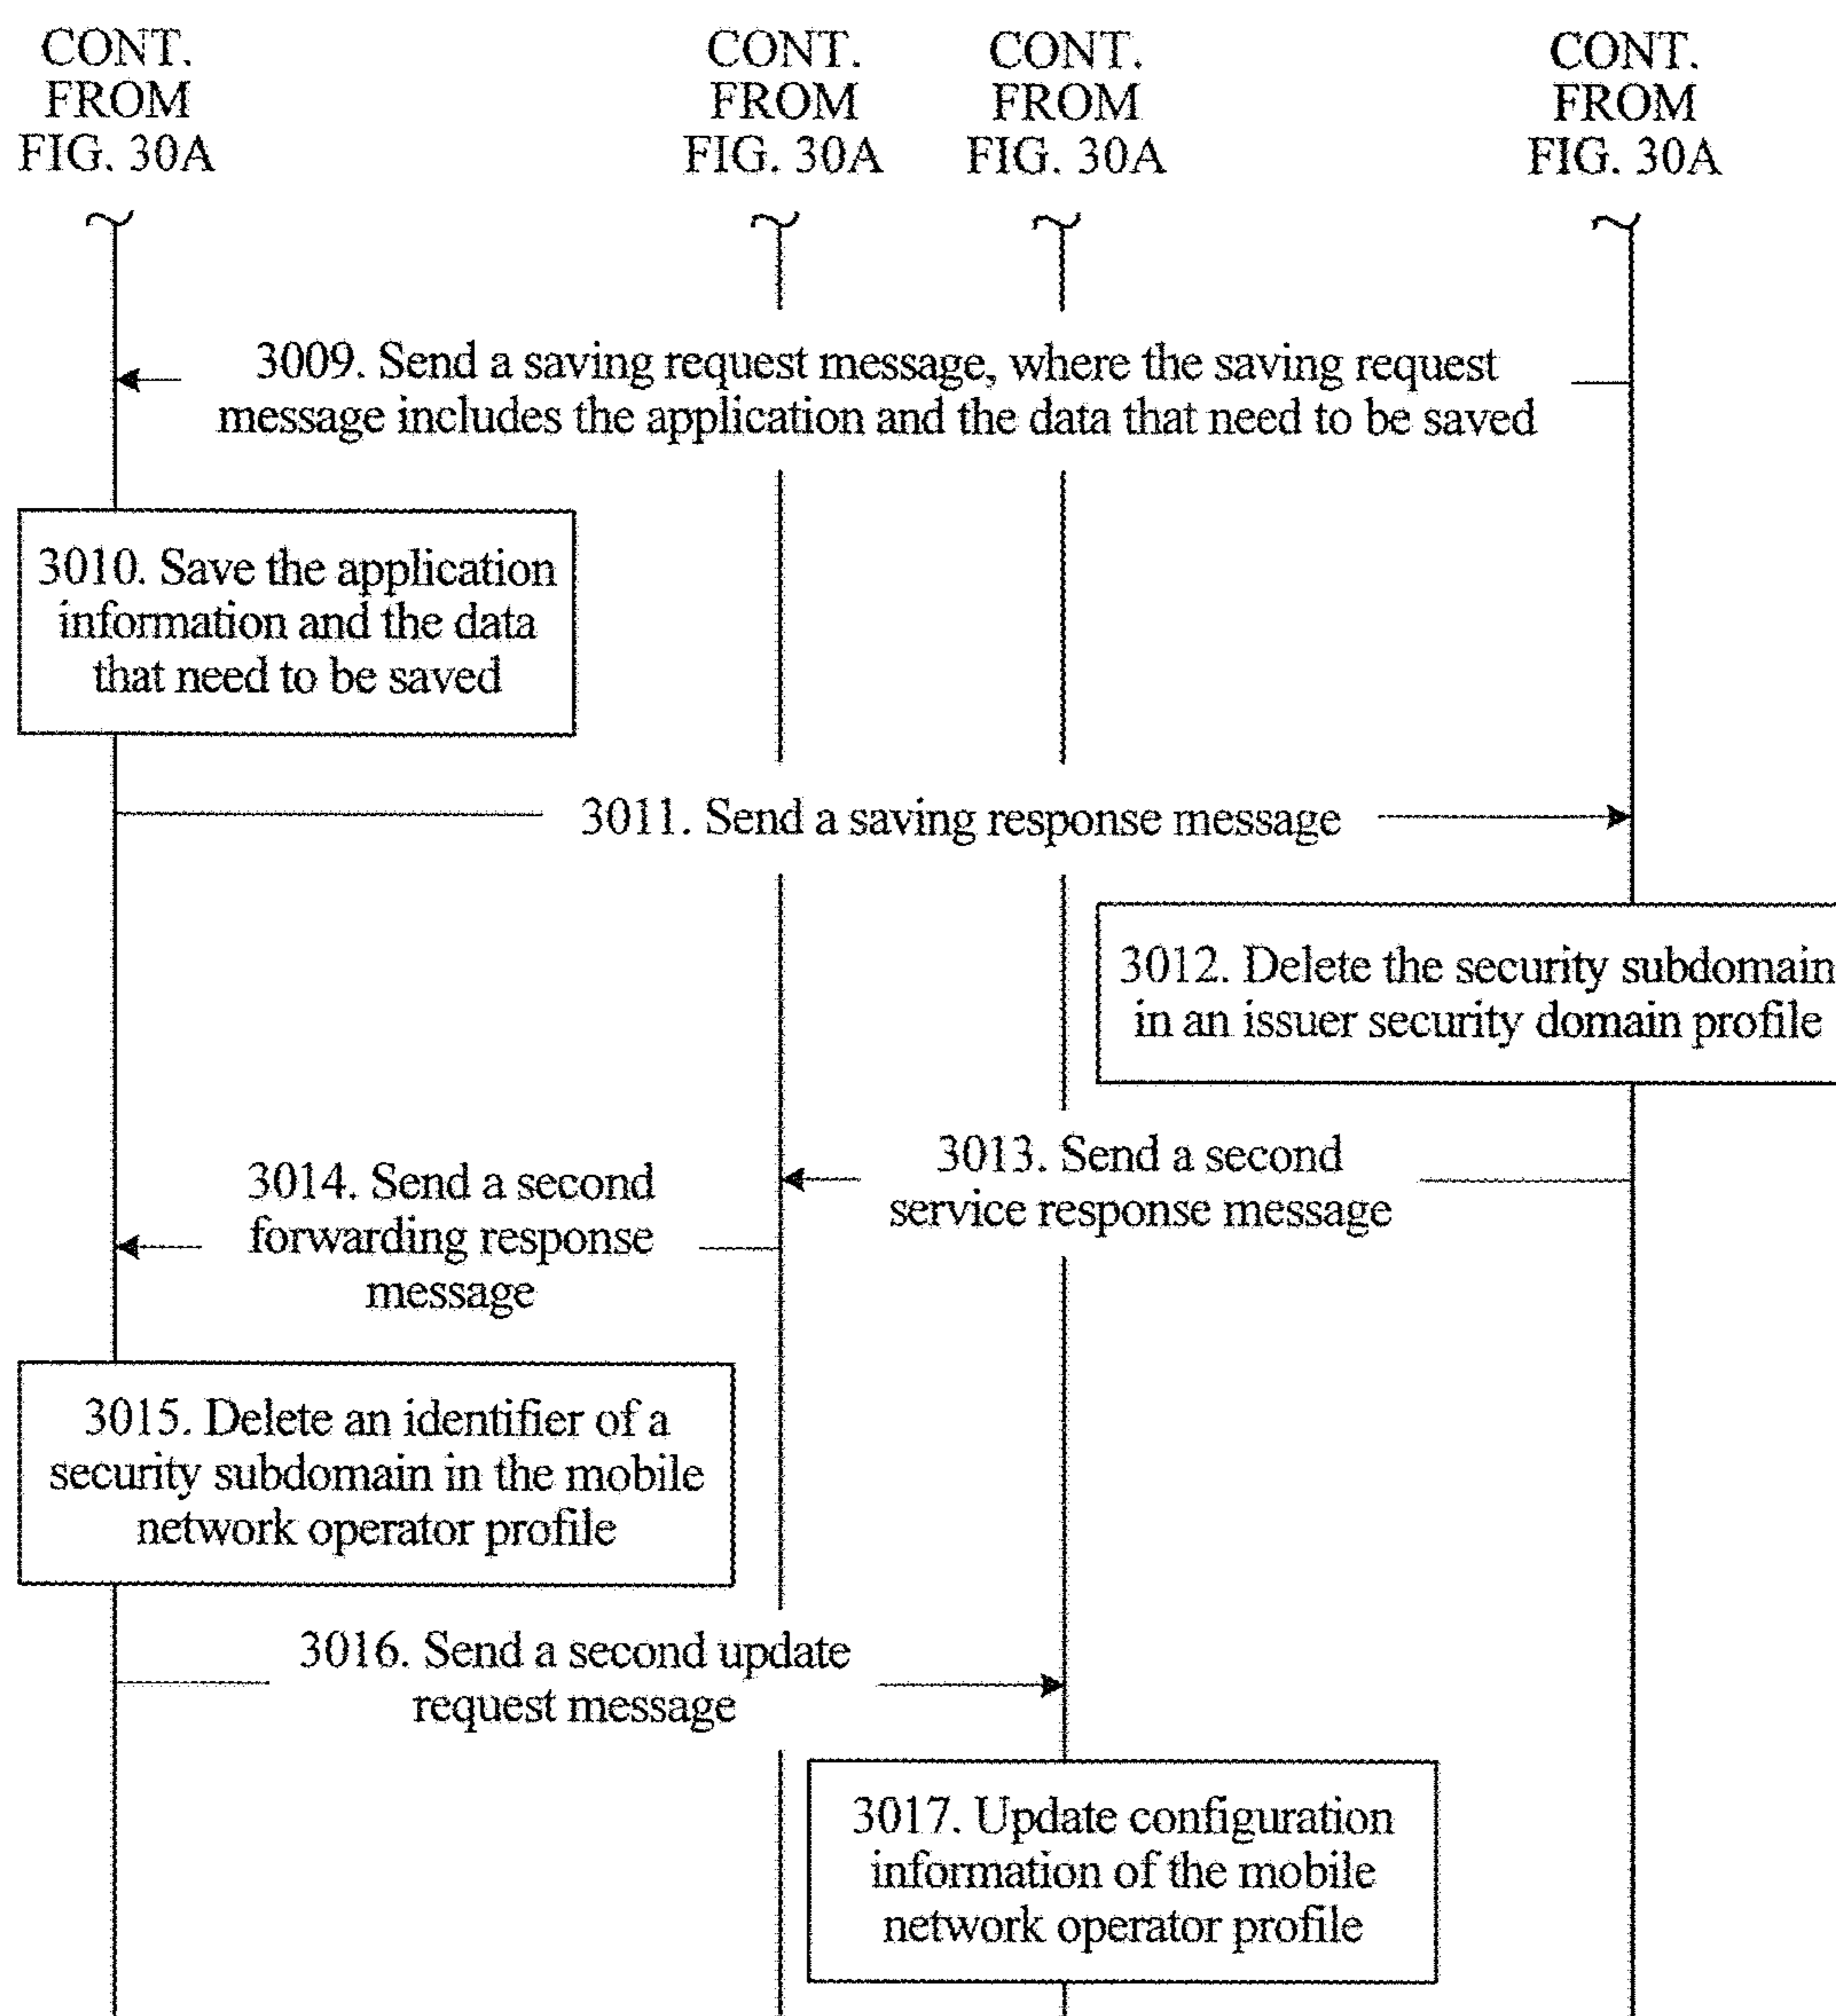 CONT.
FROM
FIG. 30A
CONT.
FROM
FIG. 30A
CONT.
FROM
FIG. 30A
CONT.
FROM
FIG. 30A
3009. Send a saving request message, where the saving request
message includes the application and the data that need to be saved
3010. Save the application
information and the data
that need to be saved
3011. Send a saving response message
3012. Delete the security subdomain
in an issuer security domain profile
3013. Send a second
service response message
3014. Send a second
forwarding response
message
3015. Delete an identifier of a
security subdomain in the mobile
network operator profile
3016. Send a second update
request message
3017. Update configuration
information of the mobile
network operator profile